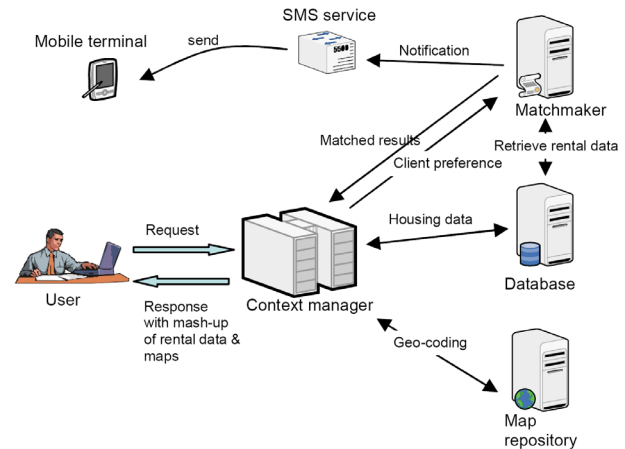 SMS service
Mobile terminal
send
5500
Notification
Matchmaker
Matched results
Client preference
Retrieve rental data
Request
Housing data
User
Response
with mash-up
of rental data &
maps
Context manager
Database
Geo-coding
Map
repository